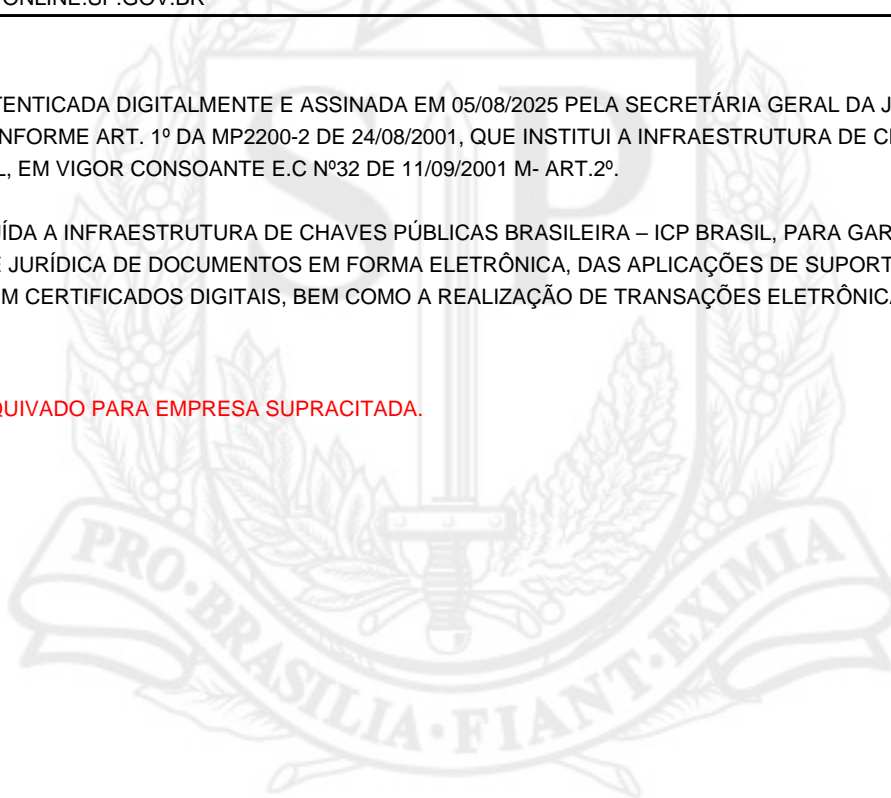 ONLINE.SP.GOV.BR
TENTICADA DIGITALMENTE E ASSINADA EM 05/08/2025 PELA SECRETÁRIA GERAL DA J
NFORME ART. 1º DA MP2200-2 DE 24/08/2001, QUE INSTITUI A INFRAESTRUTURA DE C
L, EM VIGOR CONSOANTE E.C Nº32 DE 11/09/2001 M- ART.2º.
UÍDA A INFRAESTRUTURA DE CHAVES PÚBLICAS BRASILEIRA – ICP BRASIL, PARA GAR
E JURÍDICA DE DOCUMENTOS EM FORMA ELETRÔNICA, DAS APLICAÇÕES DE SUPORT
M CERTIFICADOS DIGITAIS, BEM COMO A REALIZAÇÃO DE TRANSAÇÕES ELETRÔNICA
QUIVADO PARA EMPRESA SUPRACITADA.
SP
PRO·BRASILIA·FIANT·EXIMIA